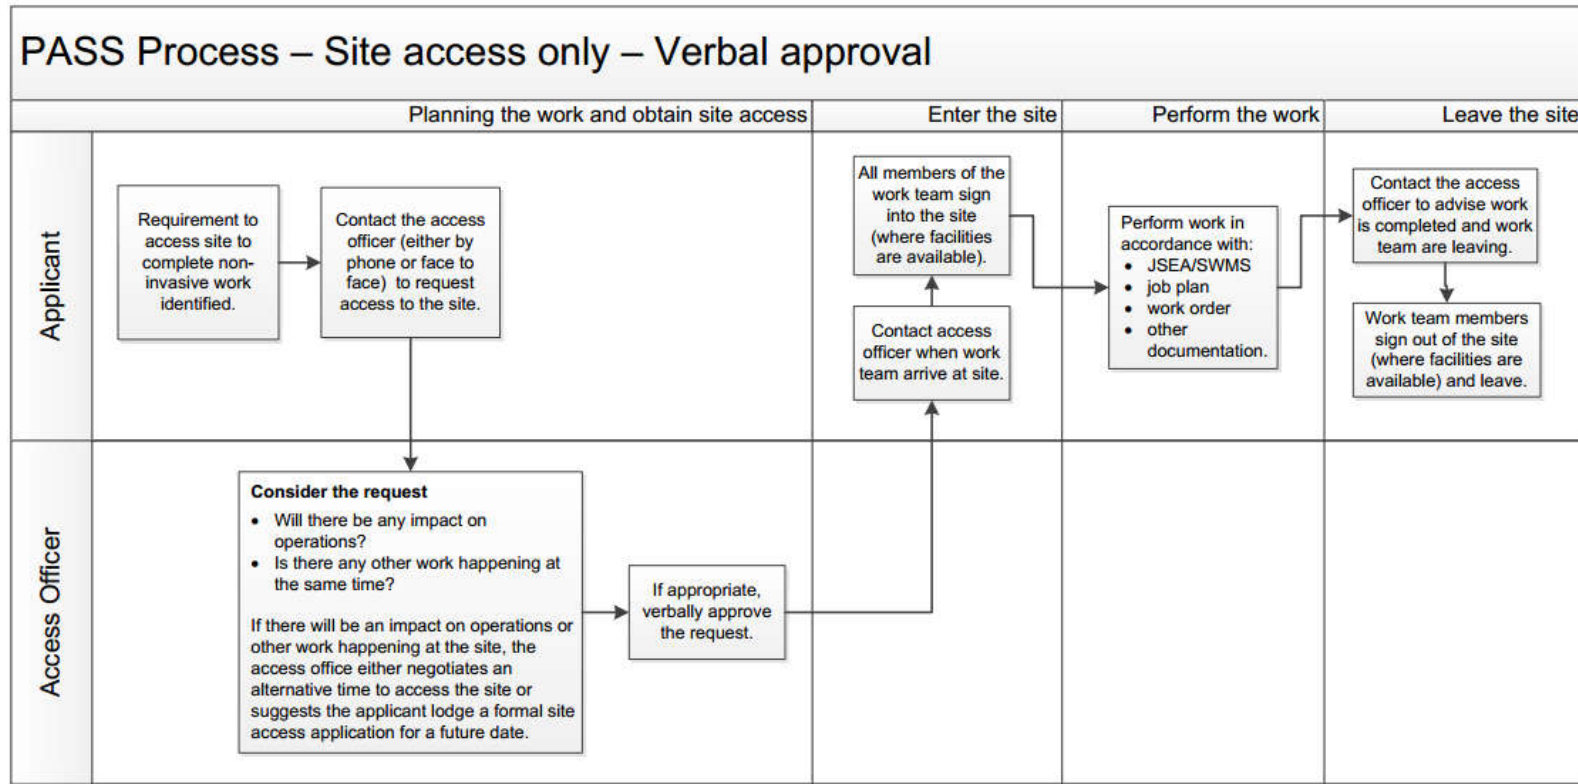 PASS Process – Site access only – Verbal approval
Planning the work and obtain site access
Enter the site
Perform the work
Leave the site
Applicant
Requirement to
access site to
complete non-
invasive work
identified.
Contact the access
officer (either by
phone or face to
face)  to request
access to the site.
All members of the
work team sign
into the site
(where facilities
are available).
Contact access
officer when work
team arrive at site.
Perform work in
accordance with:
• JSEA/SWMS
• job plan
• work order
• other
documentation.
Contact the access
officer to advise work
is completed and work
team are leaving.
Work team members
sign out of the site
(where facilities are
available) and leave.
Access Officer
Consider the request
• Will there be any impact on
operations?
• Is there any other work happening at
the same time?
If there will be an impact on operations or
other work happening at the site, the
access office either negotiates an
alternative time to access the site or
suggests the applicant lodge a formal site
access application for a future date.
If appropriate,
verbally approve
the request.